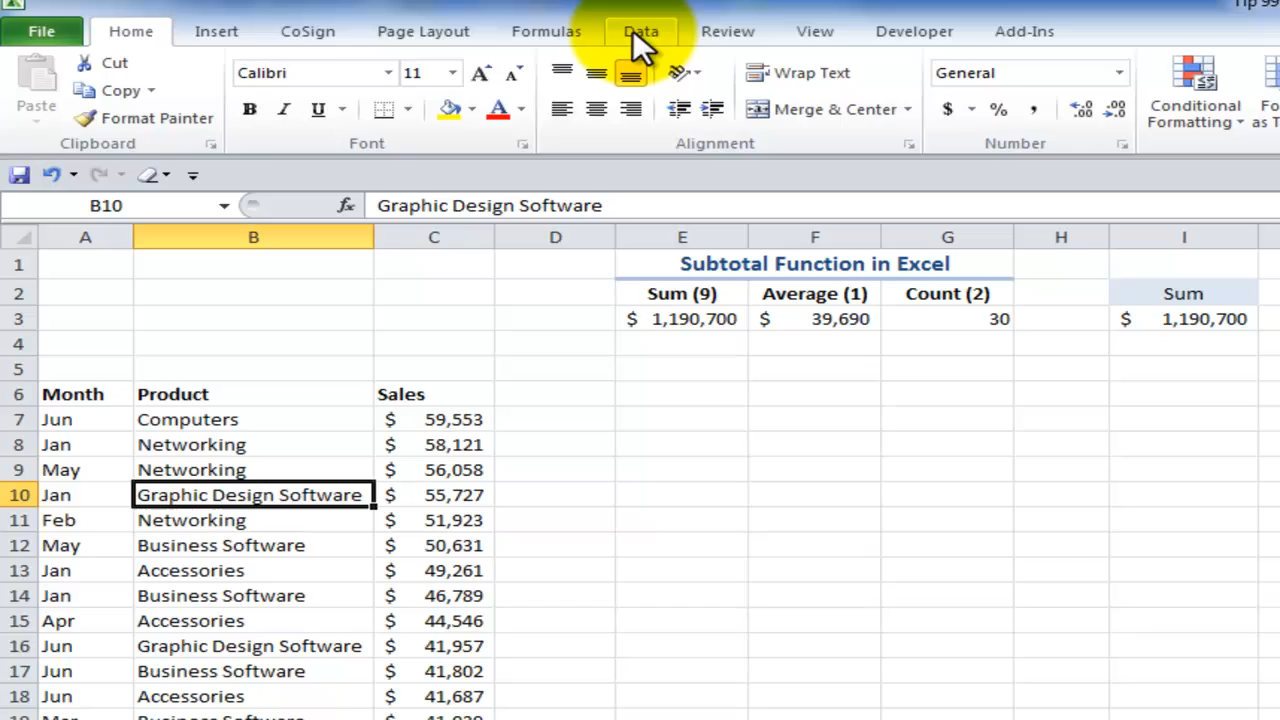 Tip 99
File Home Insert CoSign Page Layout Formulas Data Review View Developer Add-Ins
Paste Cut Calibri 11 Wrap Text General Conditional Formatting
Copy
Format Painter B I U Merge & Center $ % ,
Clipboard Font Alignment Number
B10 fx Graphic Design Software
A B C D E F G H I
1 Subtotal Function in Excel
2 Sum (9) Average (1) Count (2) Sum
3 $ 1,190,700 $ 39,690 30 $ 1,190,700
4
5
6 Month Product Sales
7 Jun Computers $ 59,553
8 Jan Networking $ 58,121
9 May Networking $ 56,058
10 Jan Graphic Design Software $ 55,727
11 Feb Networking $ 51,923
12 May Business Software $ 50,631
13 Jan Accessories $ 49,261
14 Jan Business Software $ 46,789
15 Apr Accessories $ 44,546
16 Jun Graphic Design Software $ 41,957
17 Jun Business Software $ 41,802
18 Jun Accessories $ 41,687